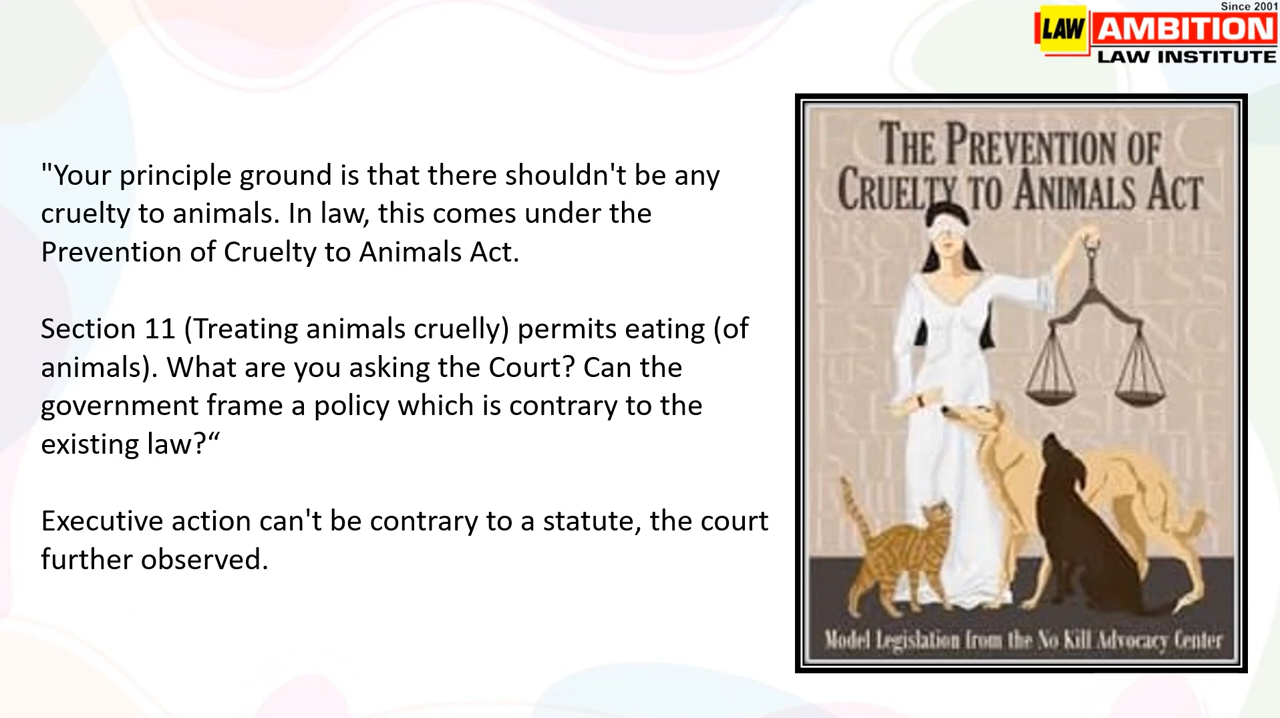 Since 2001
LAW AMBITION
LAW INSTITUTE
"Your principle ground is that there shouldn't be any
cruelty to animals. In law, this comes under the
Prevention of Cruelty to Animals Act.
Section 11 (Treating animals cruelly) permits eating (of
animals). What are you asking the Court? Can the
government frame a policy which is contrary to the
existing law?“
Executive action can't be contrary to a statute, the court
further observed.
THE PREVENTION OF
CRUELTY TO ANIMALS ACT
Model Legislation from the No Kill Advocacy Center